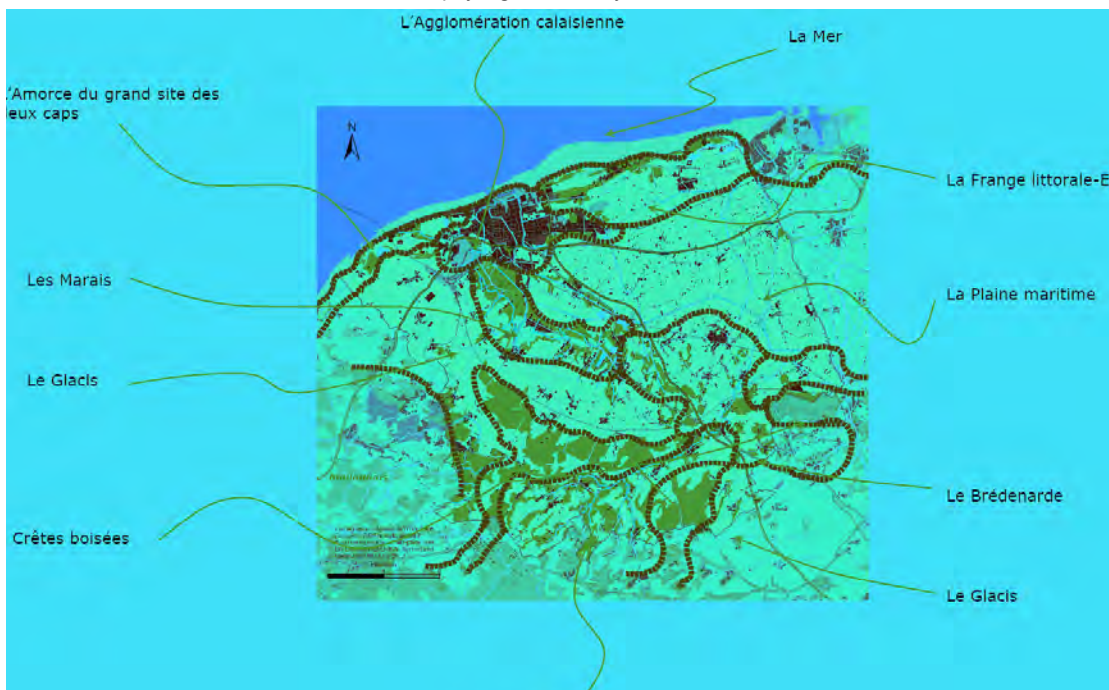 L'Agglomération calaisienne
La Mer
L'Amorce du grand site des
eux caps
N
La Frange littorale-E
Les Marais
La Plaine maritime
Le Glacis
Le Brédenarde
Crêtes boisées
Le Glacis